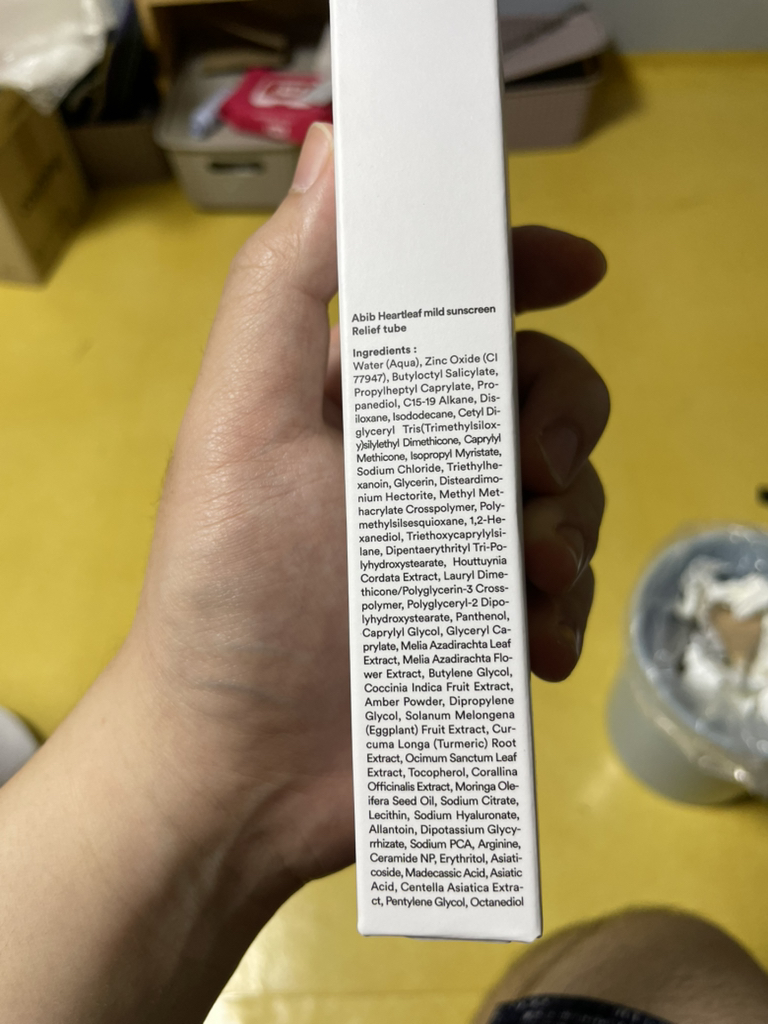 Abib Heartleaf mild sunscreen
Relief tube
Ingredients :
Water (Aqua), Zinc Oxide (CI
77947), Butyloctyl Salicylate,
Propylheptyl Caprylate, Pro-
panediol, C15-19 Alkane, Dis-
iloxane, Isododecane, Cetyl Di-
glyceryl Tris(Trimethylsilox-
y)silylethyl Dimethicone, Caprylyl
Methicone, Isopropyl Myristate,
Sodium Chloride, Triethylhe-
xanoin, Glycerin, Disteardimo-
nium Hectorite, Methyl Met-
hacrylate Crosspolymer, Poly-
methylsilsesquioxane, 1,2-He-
xanediol, Triethoxycaprylylsi-
lane, Dipentaerythrityl Tri-Po-
lyhydroxystearate, Houttuynia
Cordata Extract, Lauryl Dime-
thicone/Polyglycerin-3 Cross-
polymer, Polyglyceryl-2 Dipo-
lyhydroxystearate, Panthenol,
Caprylyl Glycol, Glyceryl Ca-
prylate, Melia Azadirachta Leaf
Extract, Melia Azadirachta Flo-
wer Extract, Butylene Glycol,
Coccinia Indica Fruit Extract,
Amber Powder, Dipropylene
Glycol, Solanum Melongena
(Eggplant) Fruit Extract, Cur-
cuma Longa (Turmeric) Root
Extract, Ocimum Sanctum Leaf
Extract, Tocopherol, Corallina
Officinalis Extract, Moringa Ole-
ifera Seed Oil, Sodium Citrate,
Lecithin, Sodium Hyaluronate,
Allantoin, Dipotassium Glycy-
rrhizate, Sodium PCA, Arginine,
Ceramide NP, Erythritol, Asiati-
coside, Madecassic Acid, Asiatic
Acid, Centella Asiatica Extra-
ct, Pentylene Glycol, Octanediol